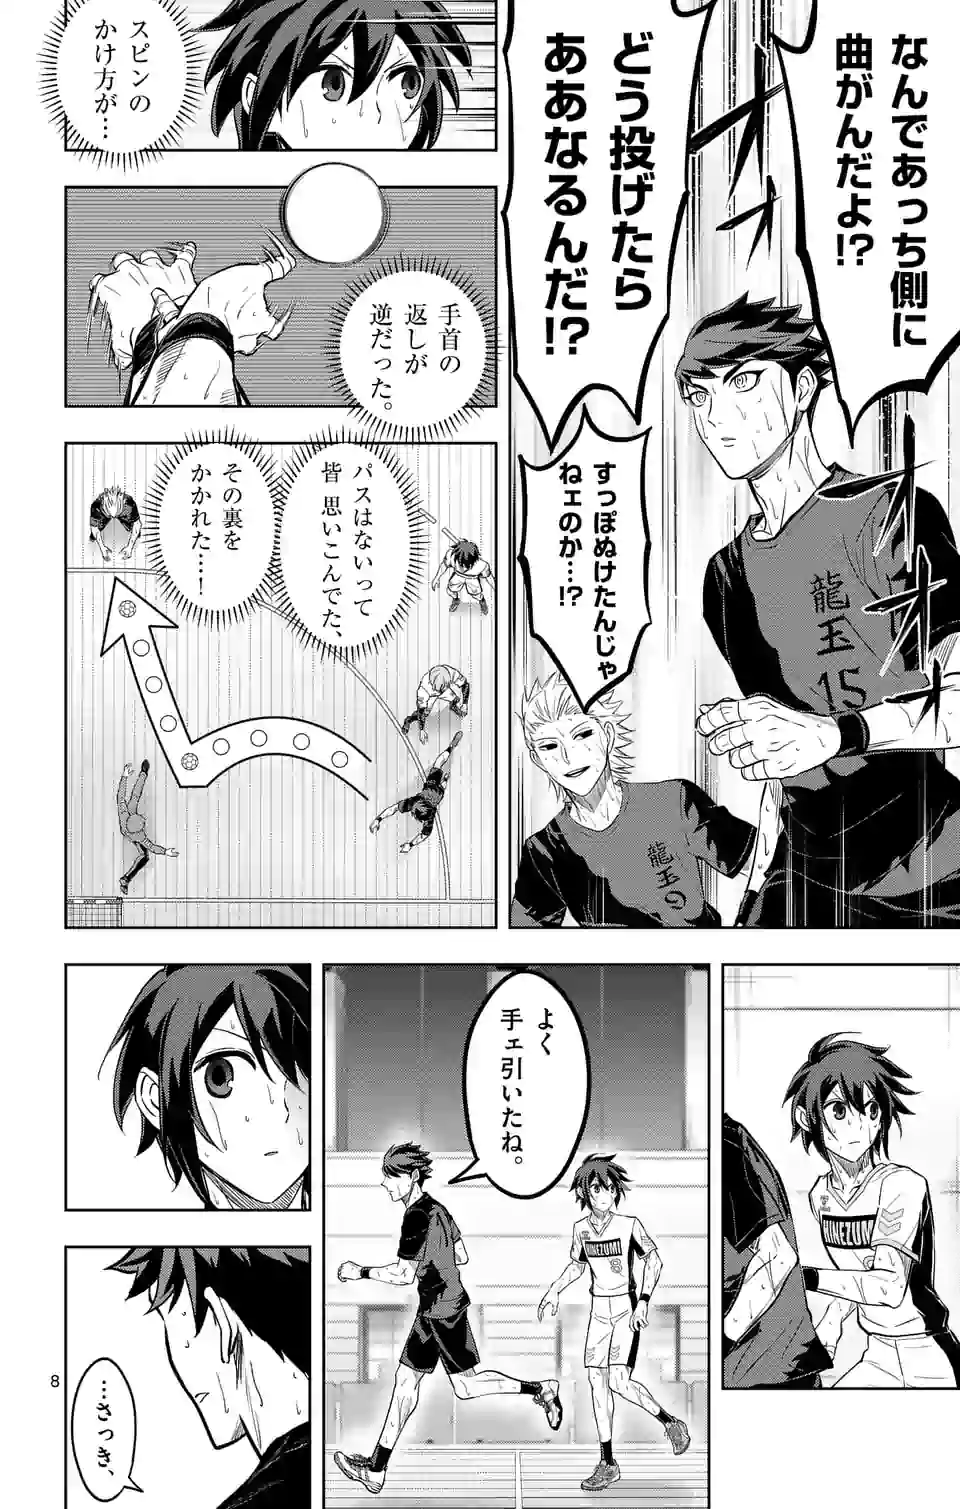 なんであっち側に
曲がんだよ!?
どう投げたら
ああなるんだ!?
すっぽぬけたんじゃ
ねェのか…!?
龍玉
15
龍玉
9
スピンの
かけ方が…
手首の
返しが
逆だった。
パスはないって
皆 思いこんでた、
その裏を
かかれた…!
HINEZUMI
よく
手ェ引いたね。
HINEZUMI
8
…さっき、
8